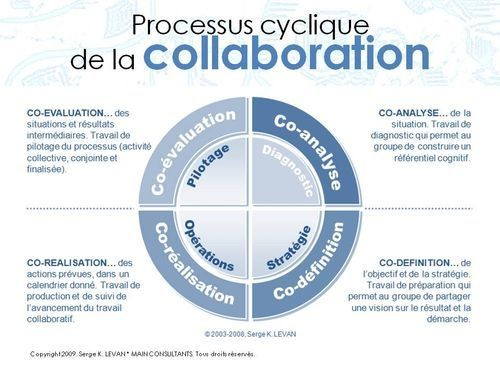 Processus cyclique
de la collaboration
CO-EVALUATION… des
situations et résultats
intermédiaires. Travail de
pilotage du processus (activité
collective, conjointe et
finalisée).
CO-ANALYSE… de la
situation. Travail de
diagnostic qui permet au
groupe de construire un
référentiel cognitif.
Co-évaluation
Co-analyse
Pilotage
Diagnostic
Opérations
Stratégie
Co-réalisation
Co-définition
CO-REALISATION… des
actions prévues, dans un
calendrier donné. Travail de
production et de suivi de
l'avancement du travail
collaboratif.
CO-DEFINITION… de
l'objectif et de la stratégie.
Travail de préparation qui
permet au groupe de partager
une vision sur le résultat et la
démarche.
© 2003-2008, Serge K. LEVAN
Copyright2009. Serge K. LEVAN * MAIN CONSULTANTS. Tous droits réservés.